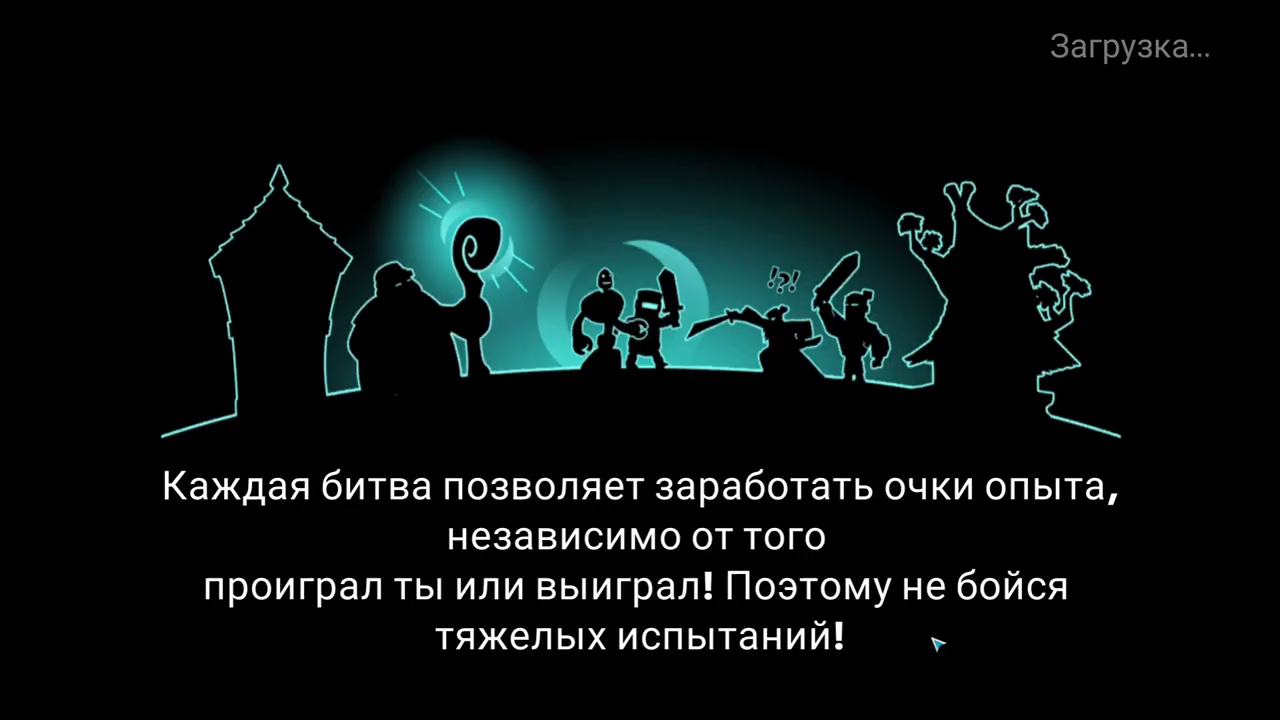 Загрузка...
!?!
Каждая битва позволяет заработать очки опыта,
независимо от того
проиграл ты или выиграл! Поэтому не бойся
тяжелых испытаний!